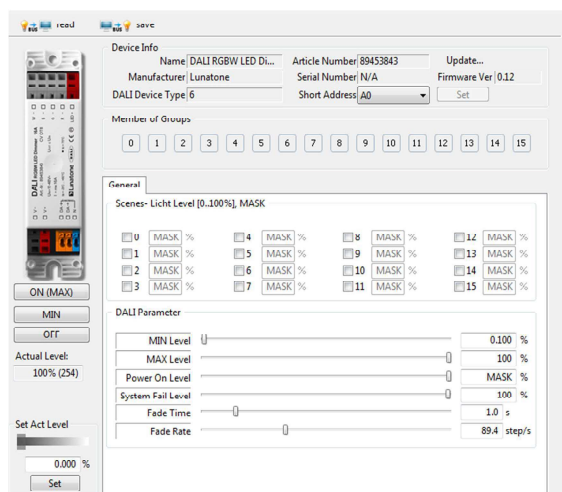 read save
Device Info
Name DALI RGBW LED Di... Article Number 89453843 Update...
Manufacturer Lunatone Serial Number N/A Firmware Ver 0.12
DALI Device Type 6 Short Address A0 Set
Member of Groups
0 1 2 3 4 5 6 7 8 9 10 11 12 13 14 15
General
Scenes- Licht Level [0..100%], MASK
0 MASK % 4 MASK % 8 MASK % 12 MASK %
1 MASK % 5 MASK % 9 MASK % 13 MASK %
2 MASK % 6 MASK % 10 MASK % 14 MASK %
3 MASK % 7 MASK % 11 MASK % 15 MASK %
DALI Parameter
MIN Level 0.100 %
MAX Level 100 %
Power On Level MASK %
System Fail Level 100 %
Fade Time 1.0 s
Fade Rate 89.4 step/s
DALI RGBW LED Dimmer
Lunatone
ON (MAX)
MIN
OFF
Actual Level:
100% (254)
Set Act Level
0.000 %
Set